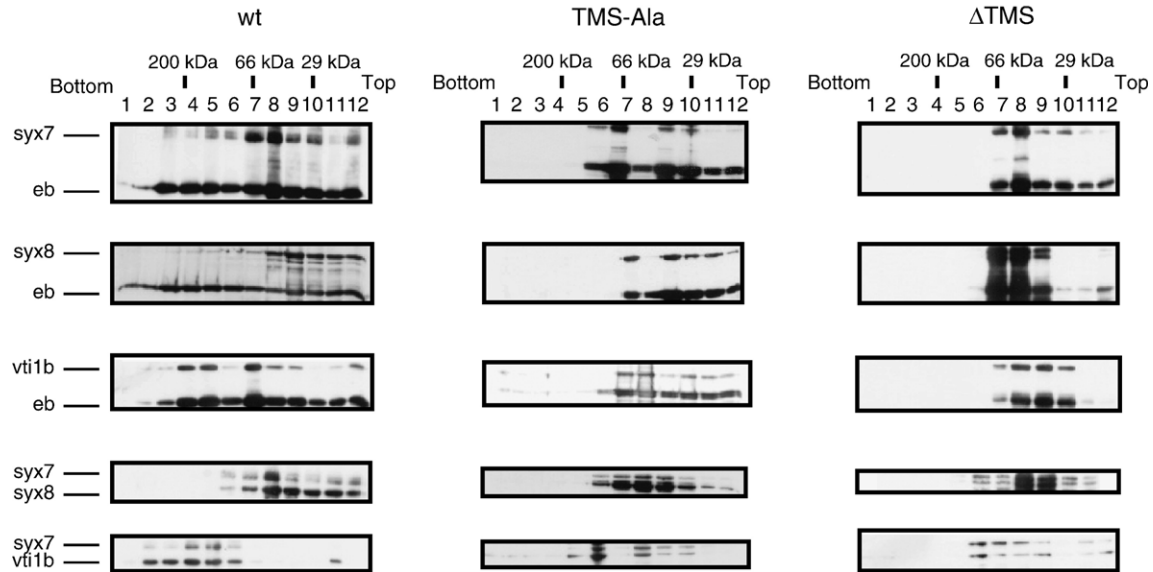 wt TMS-Ala ΔTMS
200 kDa 66 kDa 29 kDa 200 kDa 66 kDa 29 kDa 200 kDa 66 kDa 29 kDa
Bottom Top Bottom Top Bottom Top
1 2 3 4 5 6 7 8 9 10 11 12 1 2 3 4 5 6 7 8 9 10 11 12 1 2 3 4 5 6 7 8 9 10 11 12
syx7
eb
syx8
eb
vti1b
eb
syx7
syx8
syx7
vti1b